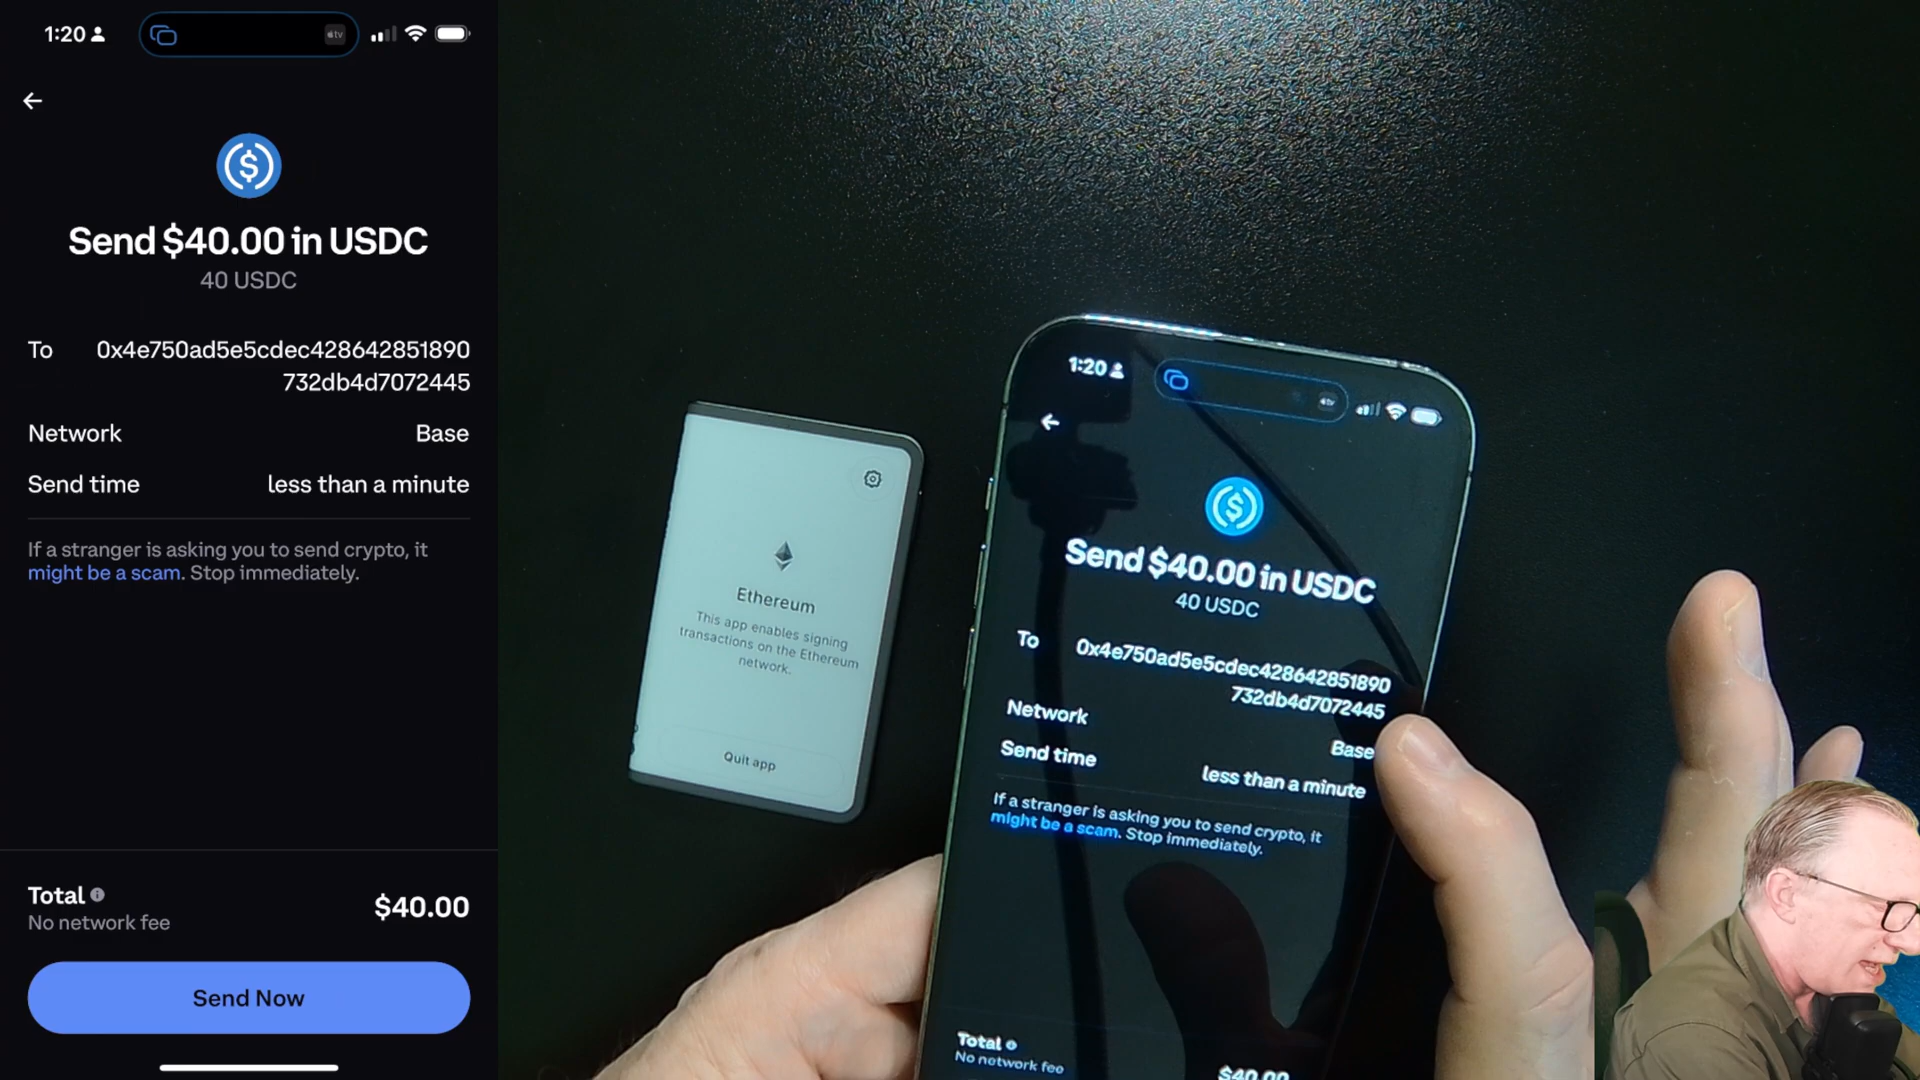 1:20
tv
Send $40.00 in USDC
40 USDC
To 0x4e750ad5e5cdec428642851890
732db4d7072445
Network Base
Send time less than a minute
If a stranger is asking you to send crypto, it
might be a scam. Stop immediately.
Total $40.00
No network fee
Send Now
Ethereum
This app enables signing
transactions on the Ethereum
network.
Quit app
1:20
tv
Send $40.00 in USDC
40 USDC
To 0x4e750ad5e5cdec428642851890
732db4d7072445
Network Base
Send time less than a minute
If a stranger is asking you to send crypto, it
might be a scam. Stop immediately.
Total $40.00
No network fee